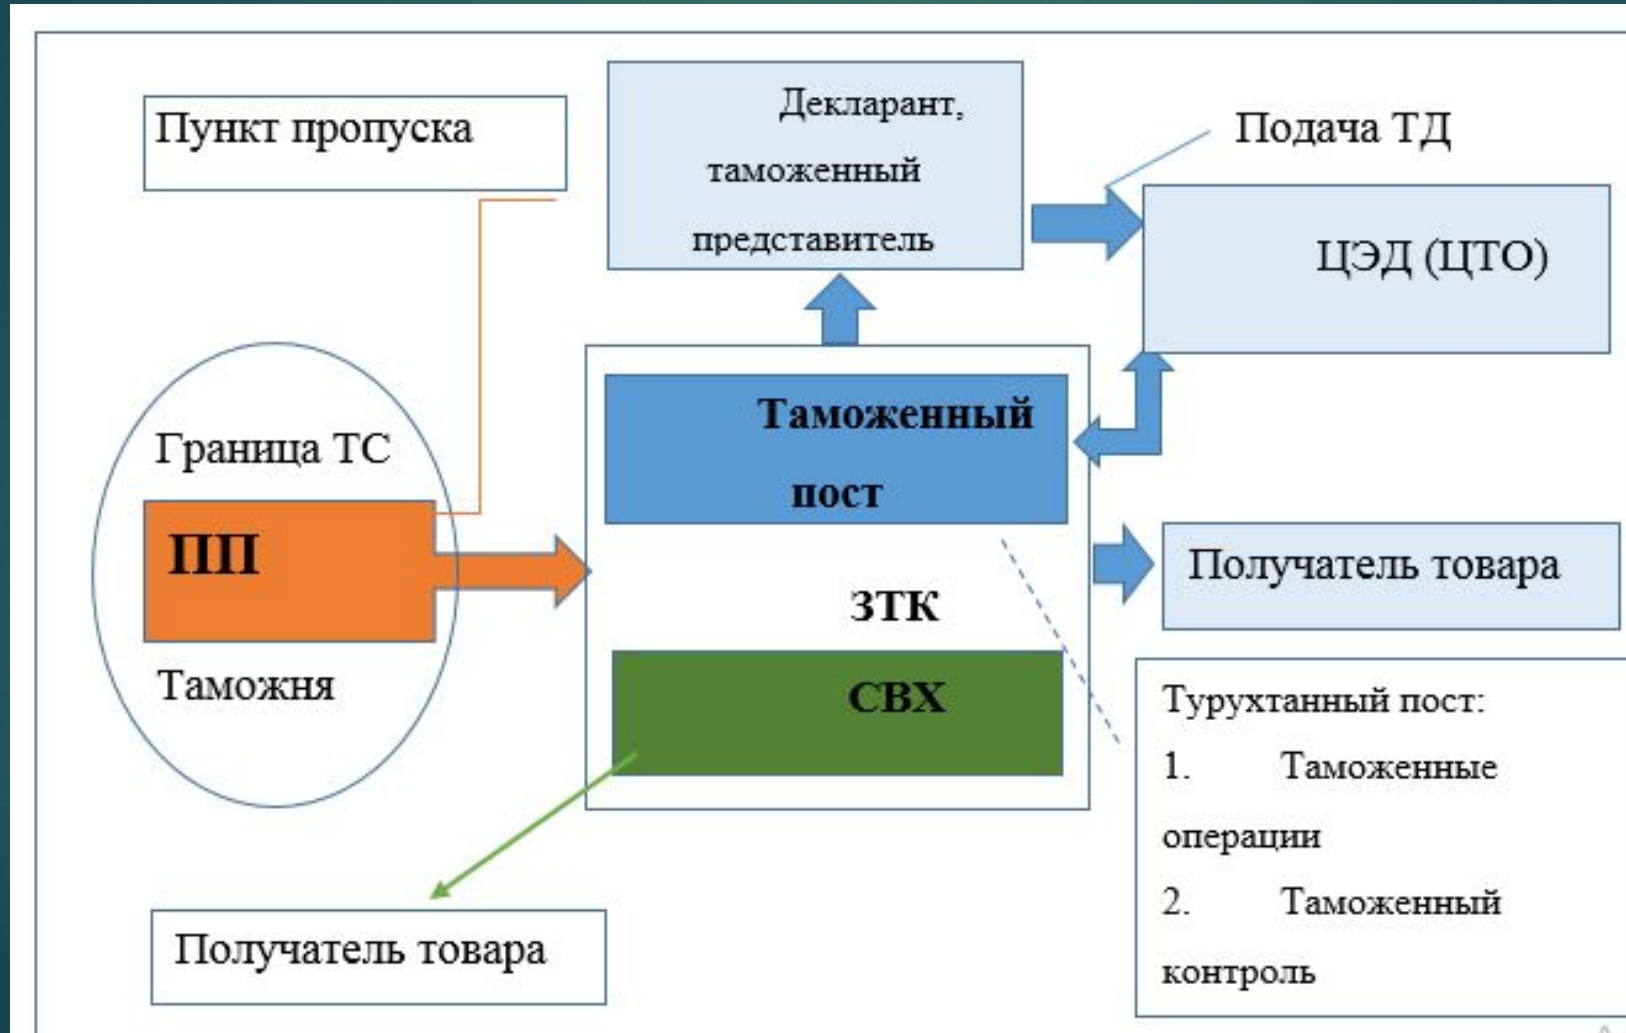 Пункт пропуска
Декларант,
таможенный
представитель
Подача ТД
ЦЭД (ЦТО)
Граница ТС
ПП
Таможня
Таможенный
пост
ЗТК
СВХ
Получатель товара
Турухтанный пост:
1. Таможенные
операции
2. Таможенный
контроль
Получатель товара